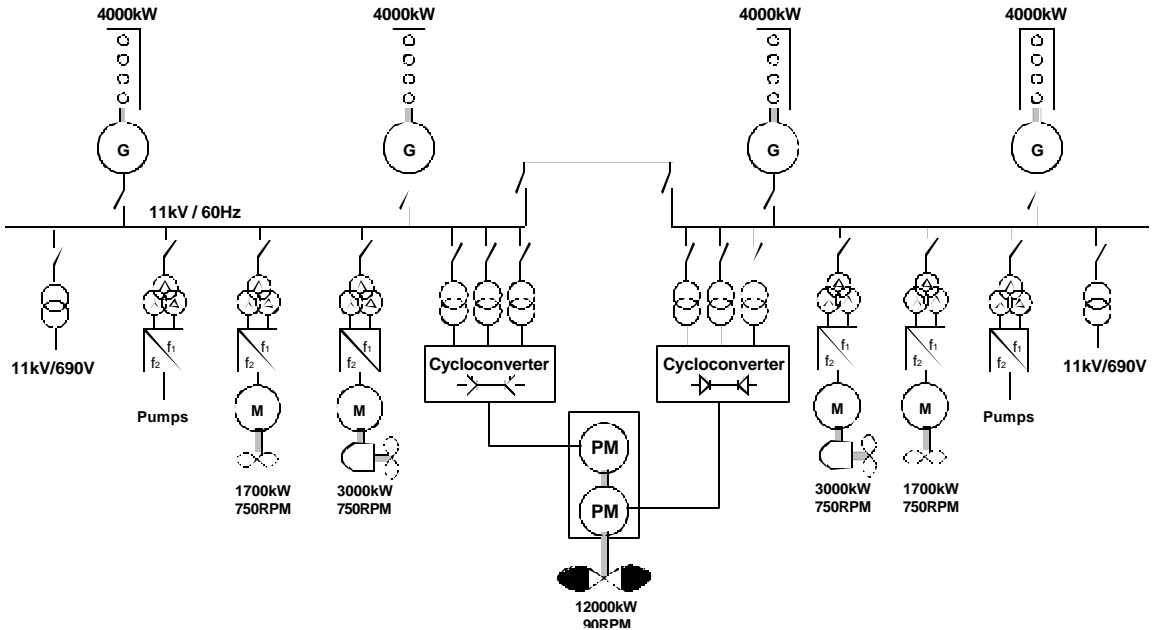 4000kW
4000kW
4000kW
4000kW
G
G
G
G
11kV / 60Hz
f1
f2
f1
f2
f1
f2
f1
f2
f1
f2
f1
f2
11kV/690V
Cycloconverter
Cycloconverter
11kV/690V
Pumps
M
M
M
M
Pumps
PM
PM
1700kW
750RPM
3000kW
750RPM
3000kW
750RPM
1700kW
750RPM
12000kW
90RPM